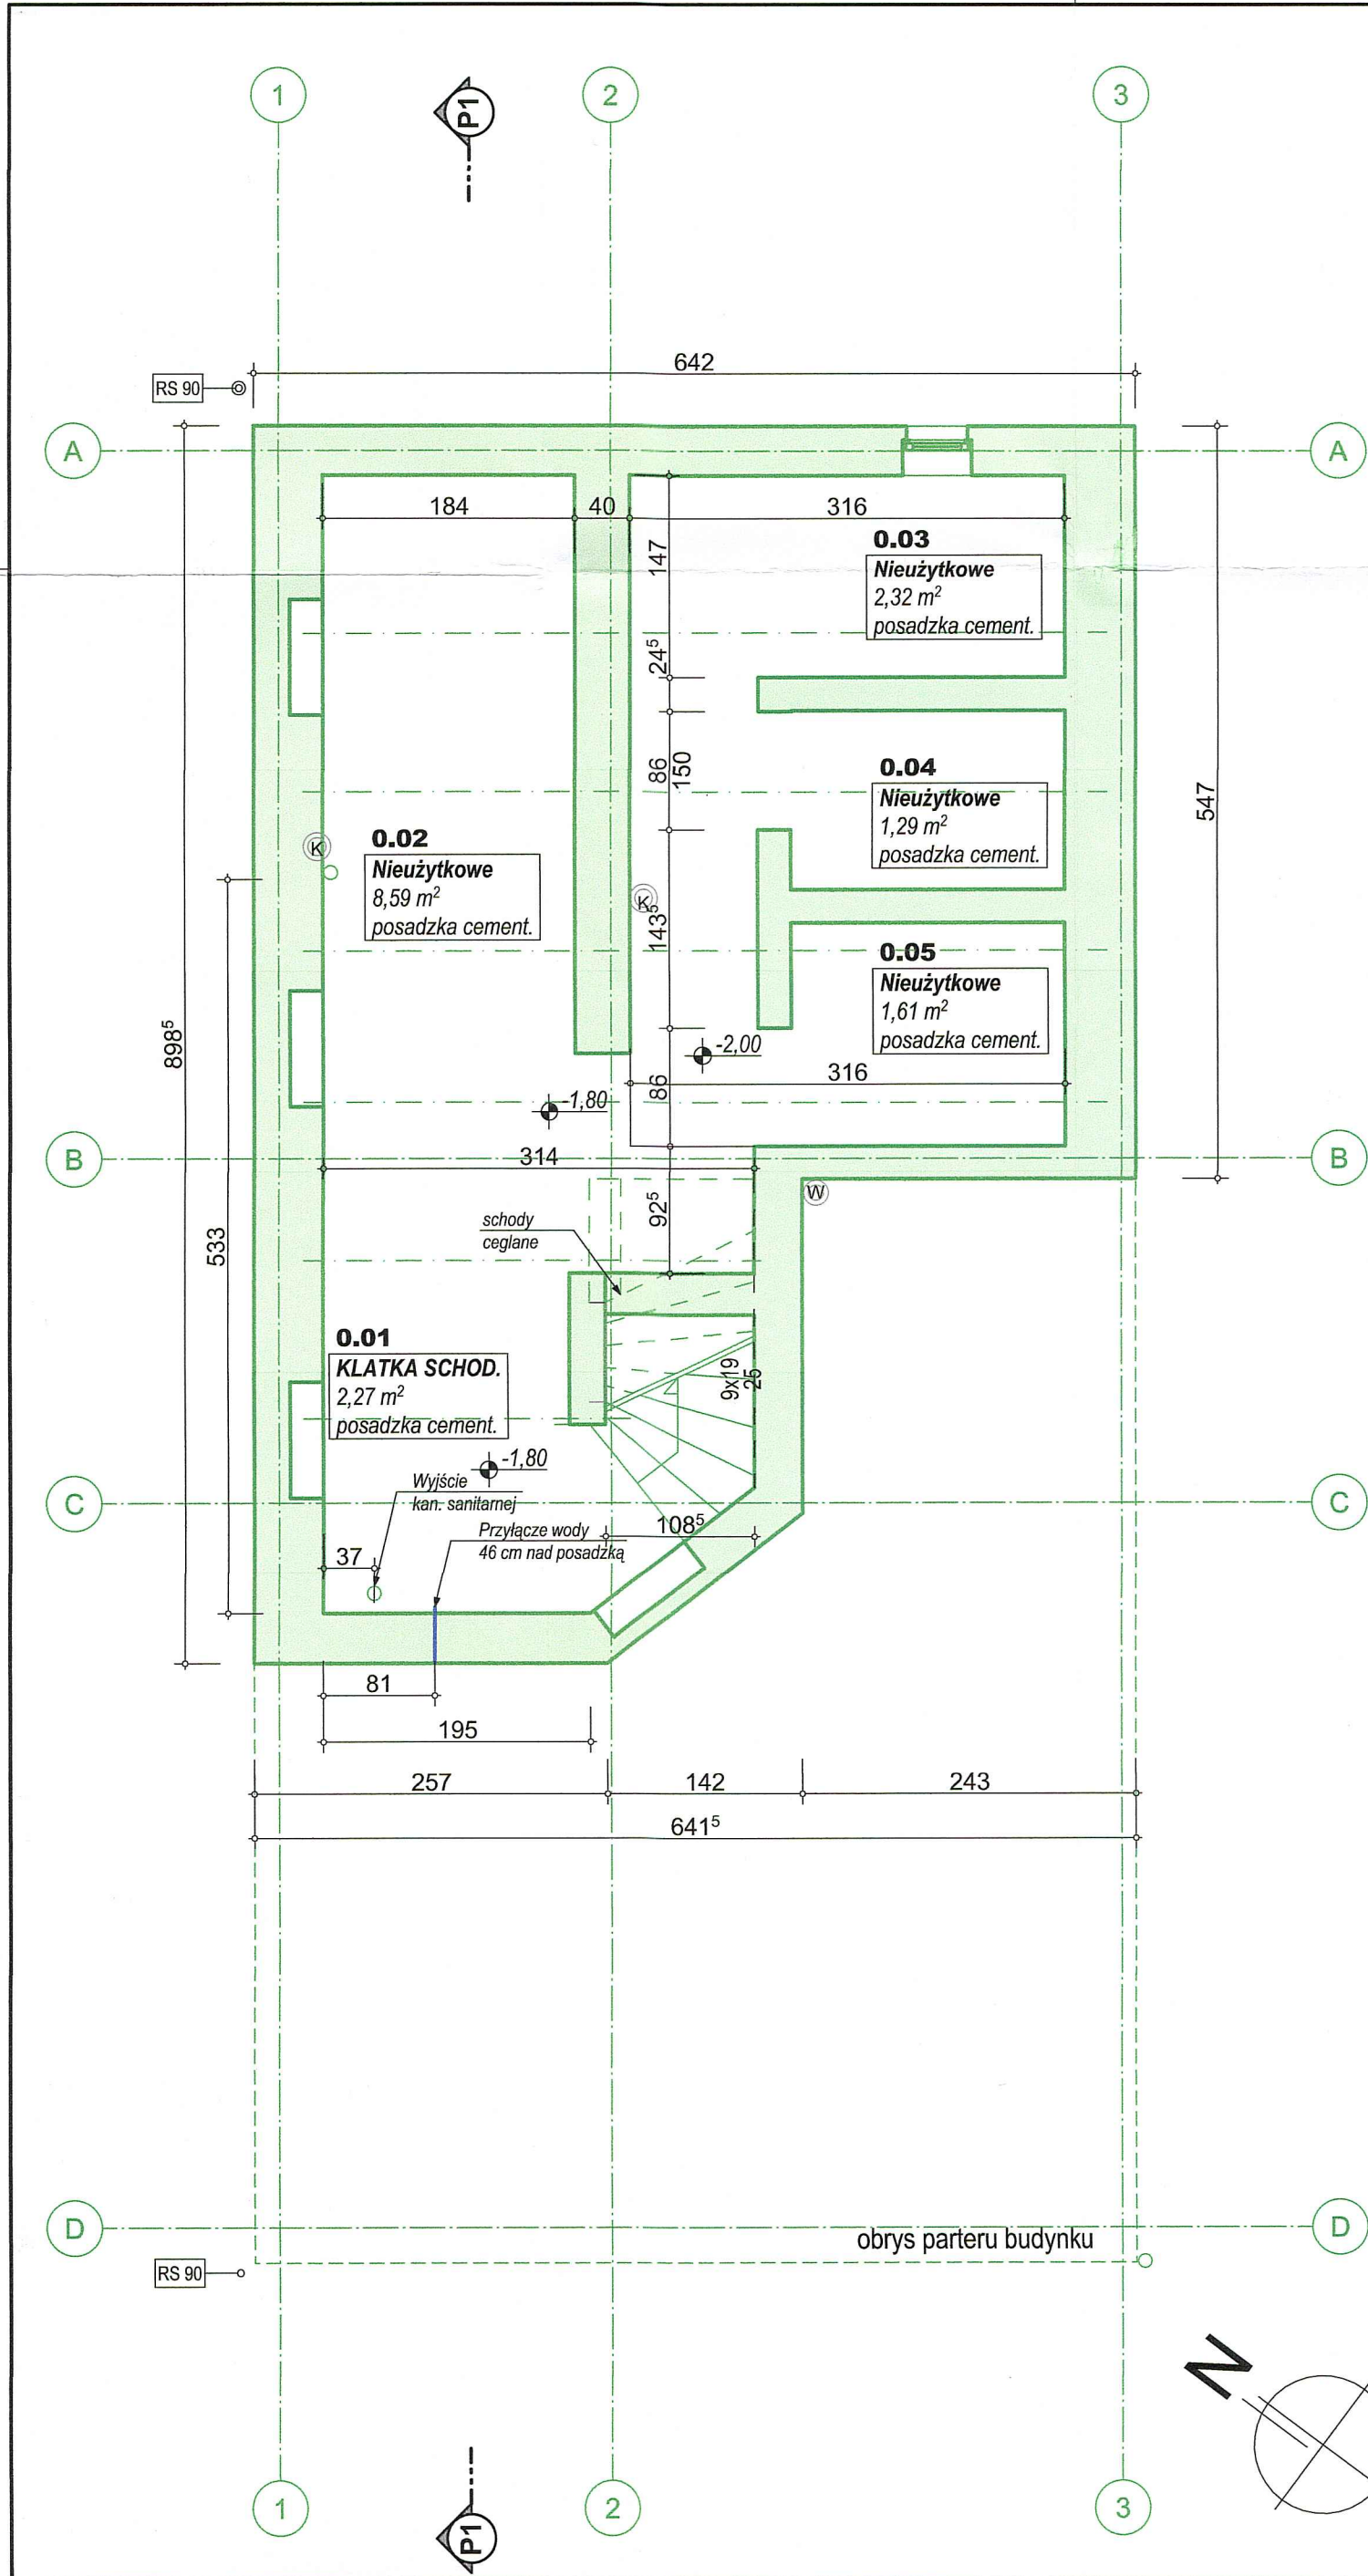 1
P1
2
3
642
RS 90
A
A
184
40
316
0.03
Nieużytkowe
2,32 m²
posadzka cement.
147
24⁵
86
150
0.04
Nieużytkowe
1,29 m²
posadzka cement.
547
0.02
Nieużytkowe
8,59 m²
posadzka cement.
K
K
143⁵
0.05
Nieużytkowe
1,61 m²
posadzka cement.
898⁵
-2,00
316
86
-1,80
B
B
314
W
92⁵
533
schody
ceglane
0.01
KLATKA SCHOD.
2,27 m²
posadzka cement.
9x19
25
-1,80
Wyjście
kan. sanitarnej
C
C
Przyłącze wody
46 cm nad posadzką
108⁵
37
81
195
257
142
243
641⁵
D
D
obrys parteru budynku
RS 90
N
1
2
3
P1